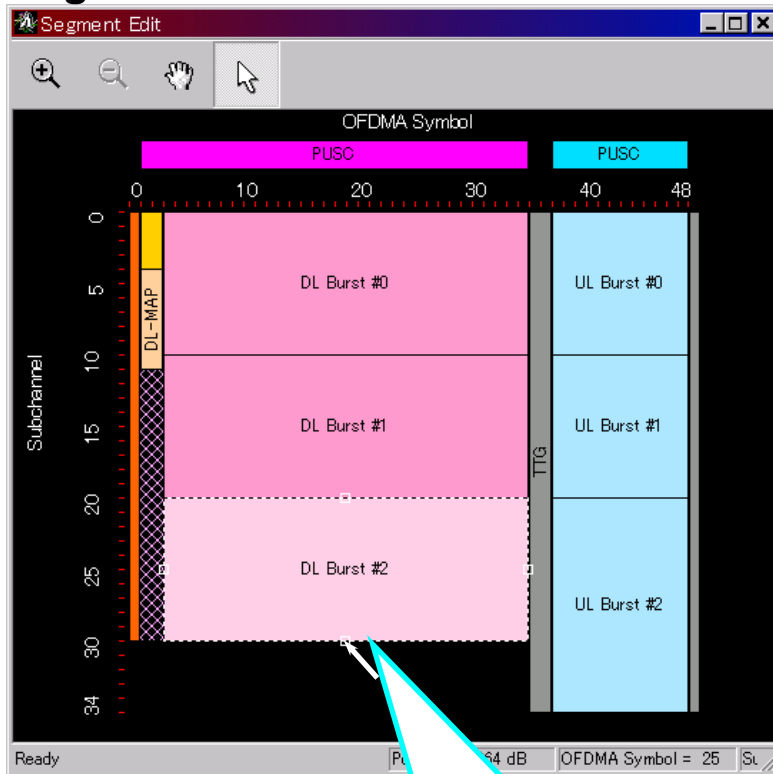 Segment Edit
OFDMA Symbol
PUSC PUSC
0 10 20 30 40 48
0
5
10
15
20
25
30
34
Subchannel
DL-MAP
DL Burst #0
DL Burst #1
DL Burst #2
TTG
UL Burst #0
UL Burst #1
UL Burst #2
Ready 64 dB OFDMA Symbol = 25